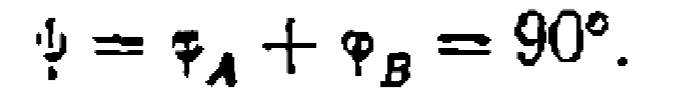 ψ = φ_A + φ_B = 90°.